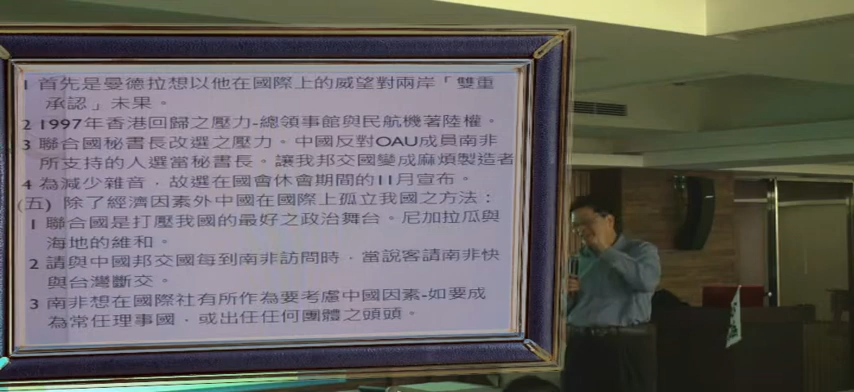 1 首先是曼德拉想以他在國際上的威望對兩岸「雙重
承認」未果。
2 1997年香港回歸之壓力-總領事館與民航機著陸權。
3 聯合國秘書長改選之壓力。中國反對OAU成員南非
所支持的人選當秘書長。讓我邦交國變成麻煩製造者
4 為減少雜音，故選在國會休會期間的11月宣布。
(五) 除了經濟因素外中國在國際上孤立我國之方法：
1 聯合國是打壓我國的最好之政治舞台。尼加拉瓜與
海地的維和。
2 請與中國邦交國每到南非訪問時，當說客請南非快
與台灣斷交。
3 南非想在國際社有所作為要考慮中國因素-如要成
為常任理事國，或出任任何團體之頭頭。